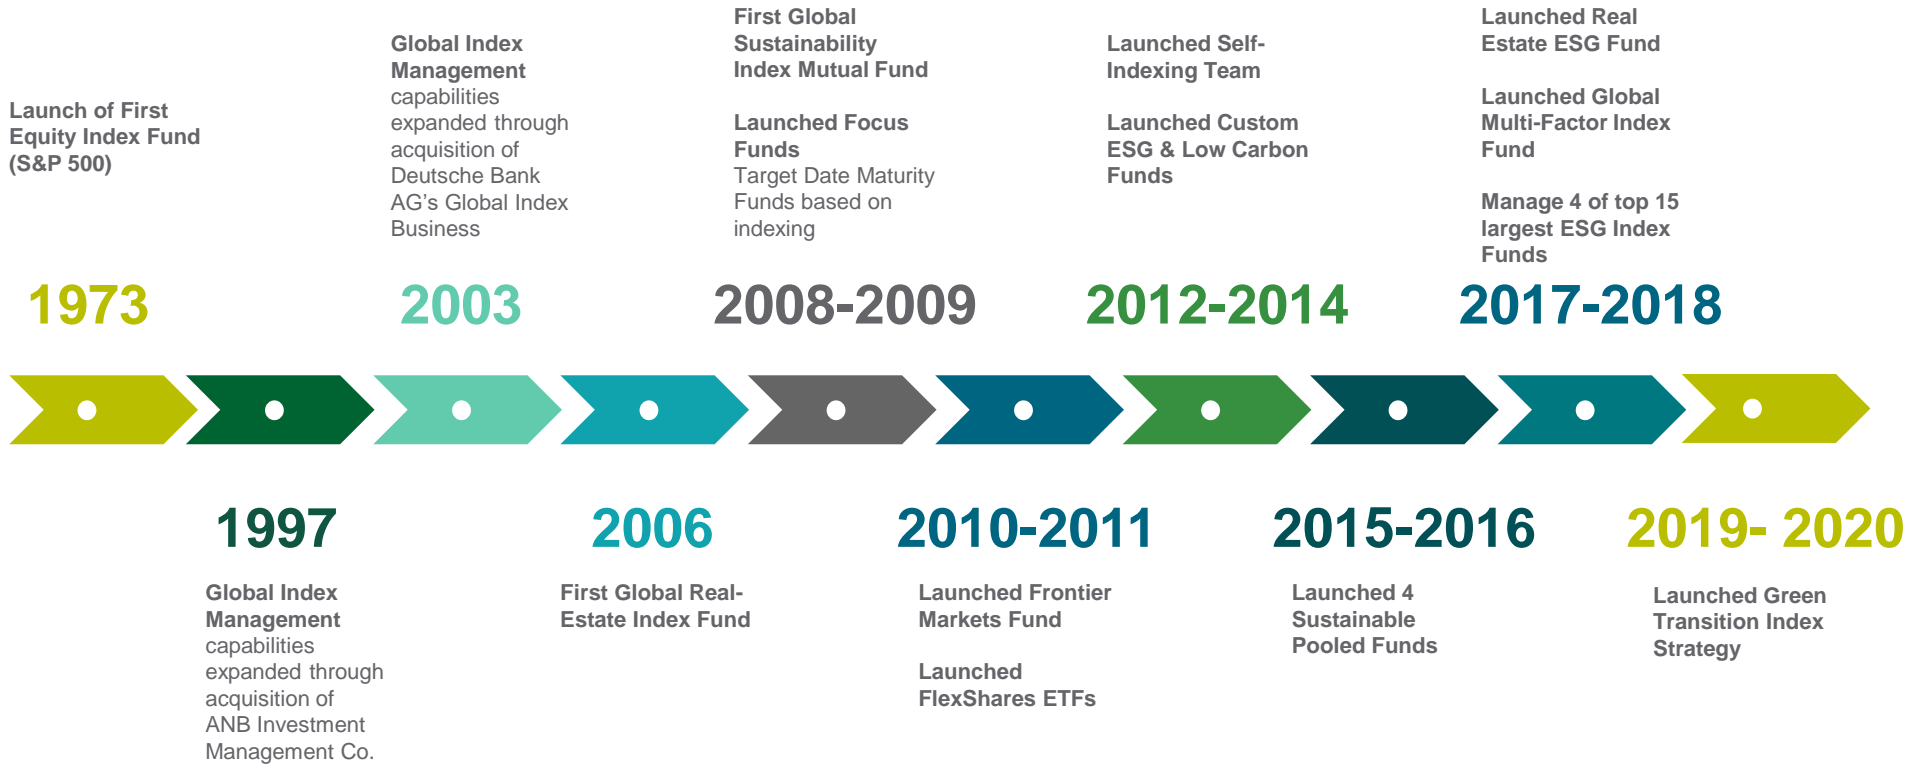 Launch of First
Equity Index Fund
(S&P 500)
1973
Global Index
Management
capabilities
expanded through
acquisition of
Deutsche Bank
AG’s Global Index
Business
2003
First Global
Sustainability
Index Mutual Fund
Launched Focus
Funds
Target Date Maturity
Funds based on
indexing
2008-2009
Launched Self-
Indexing Team
Launched Custom
ESG & Low Carbon
Funds
2012-2014
Launched Real
Estate ESG Fund
Launched Global
Multi-Factor Index
Fund
Manage 4 of top 15
largest ESG Index
Funds
2017-2018
1997
Global Index
Management
capabilities
expanded through
acquisition of
ANB Investment
Management Co.
2006
First Global Real-
Estate Index Fund
2010-2011
Launched Frontier
Markets Fund
Launched
FlexShares ETFs
2015-2016
Launched 4
Sustainable
Pooled Funds
2019- 2020
Launched Green
Transition Index
Strategy